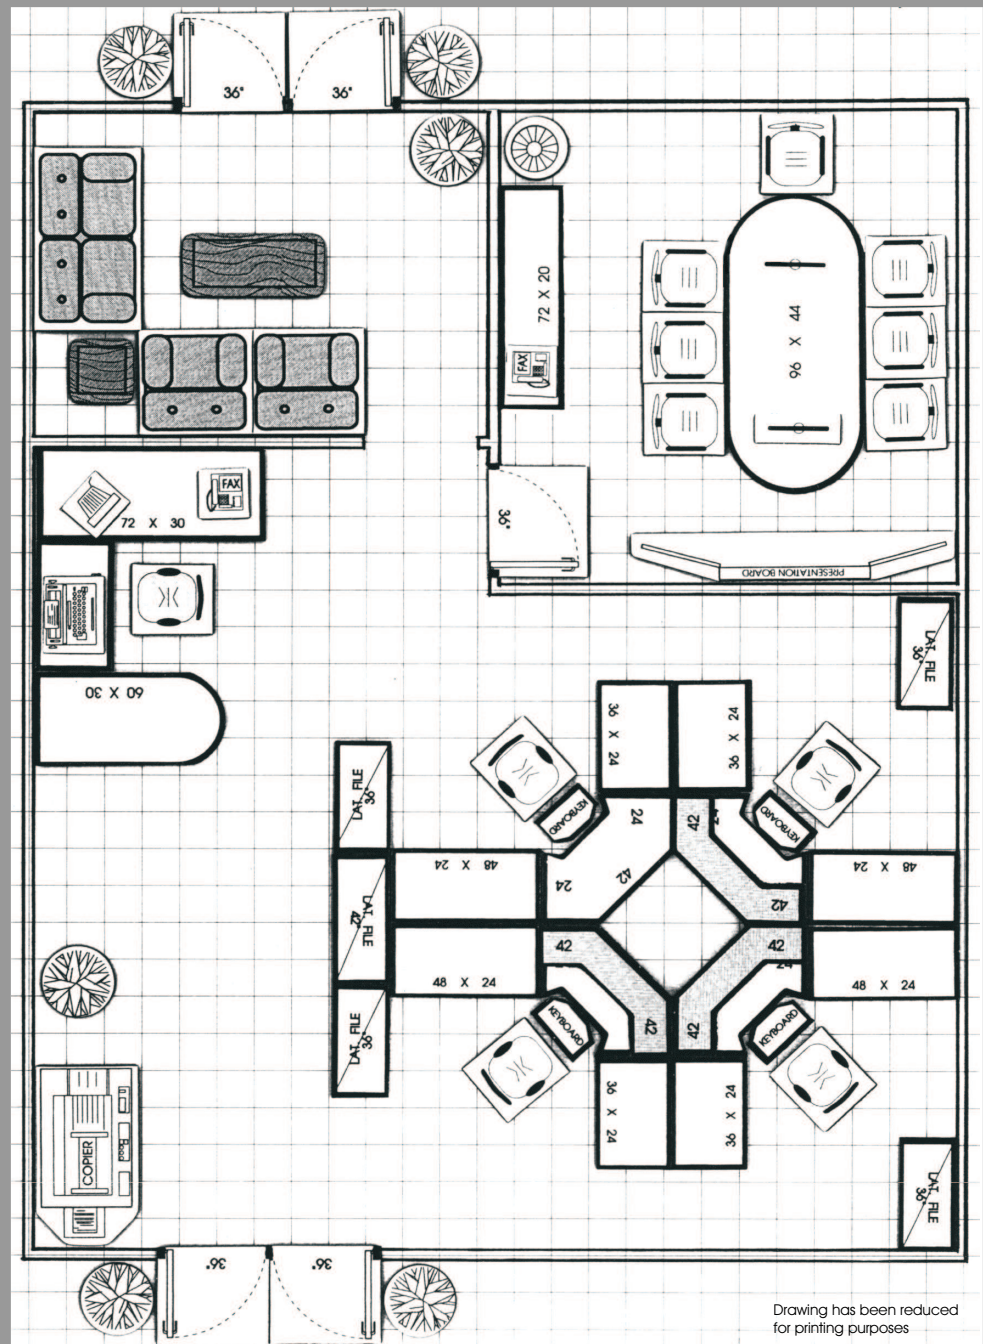 36"
36"
72 X 20
FAX
96 X 44
FAX
72 X 30
36"
PRESENTATION BOARD
60 X 30
LAT. FILE
36"
36 X 24
36 X 24
LAT. FILE
36"
KEYBOARD
KEYBOARD
24
42
24
48 X 24
24
42
42
48 X 24
LAT. FILE
42"
42
42
24
48 X 24
48 X 24
LAT. FILE
36"
KEYBOARD
42
42
KEYBOARD
36 X 24
36 X 24
COPIER
LAT. FILE
36"
36"
36"
Drawing has been reduced
for printing purposes